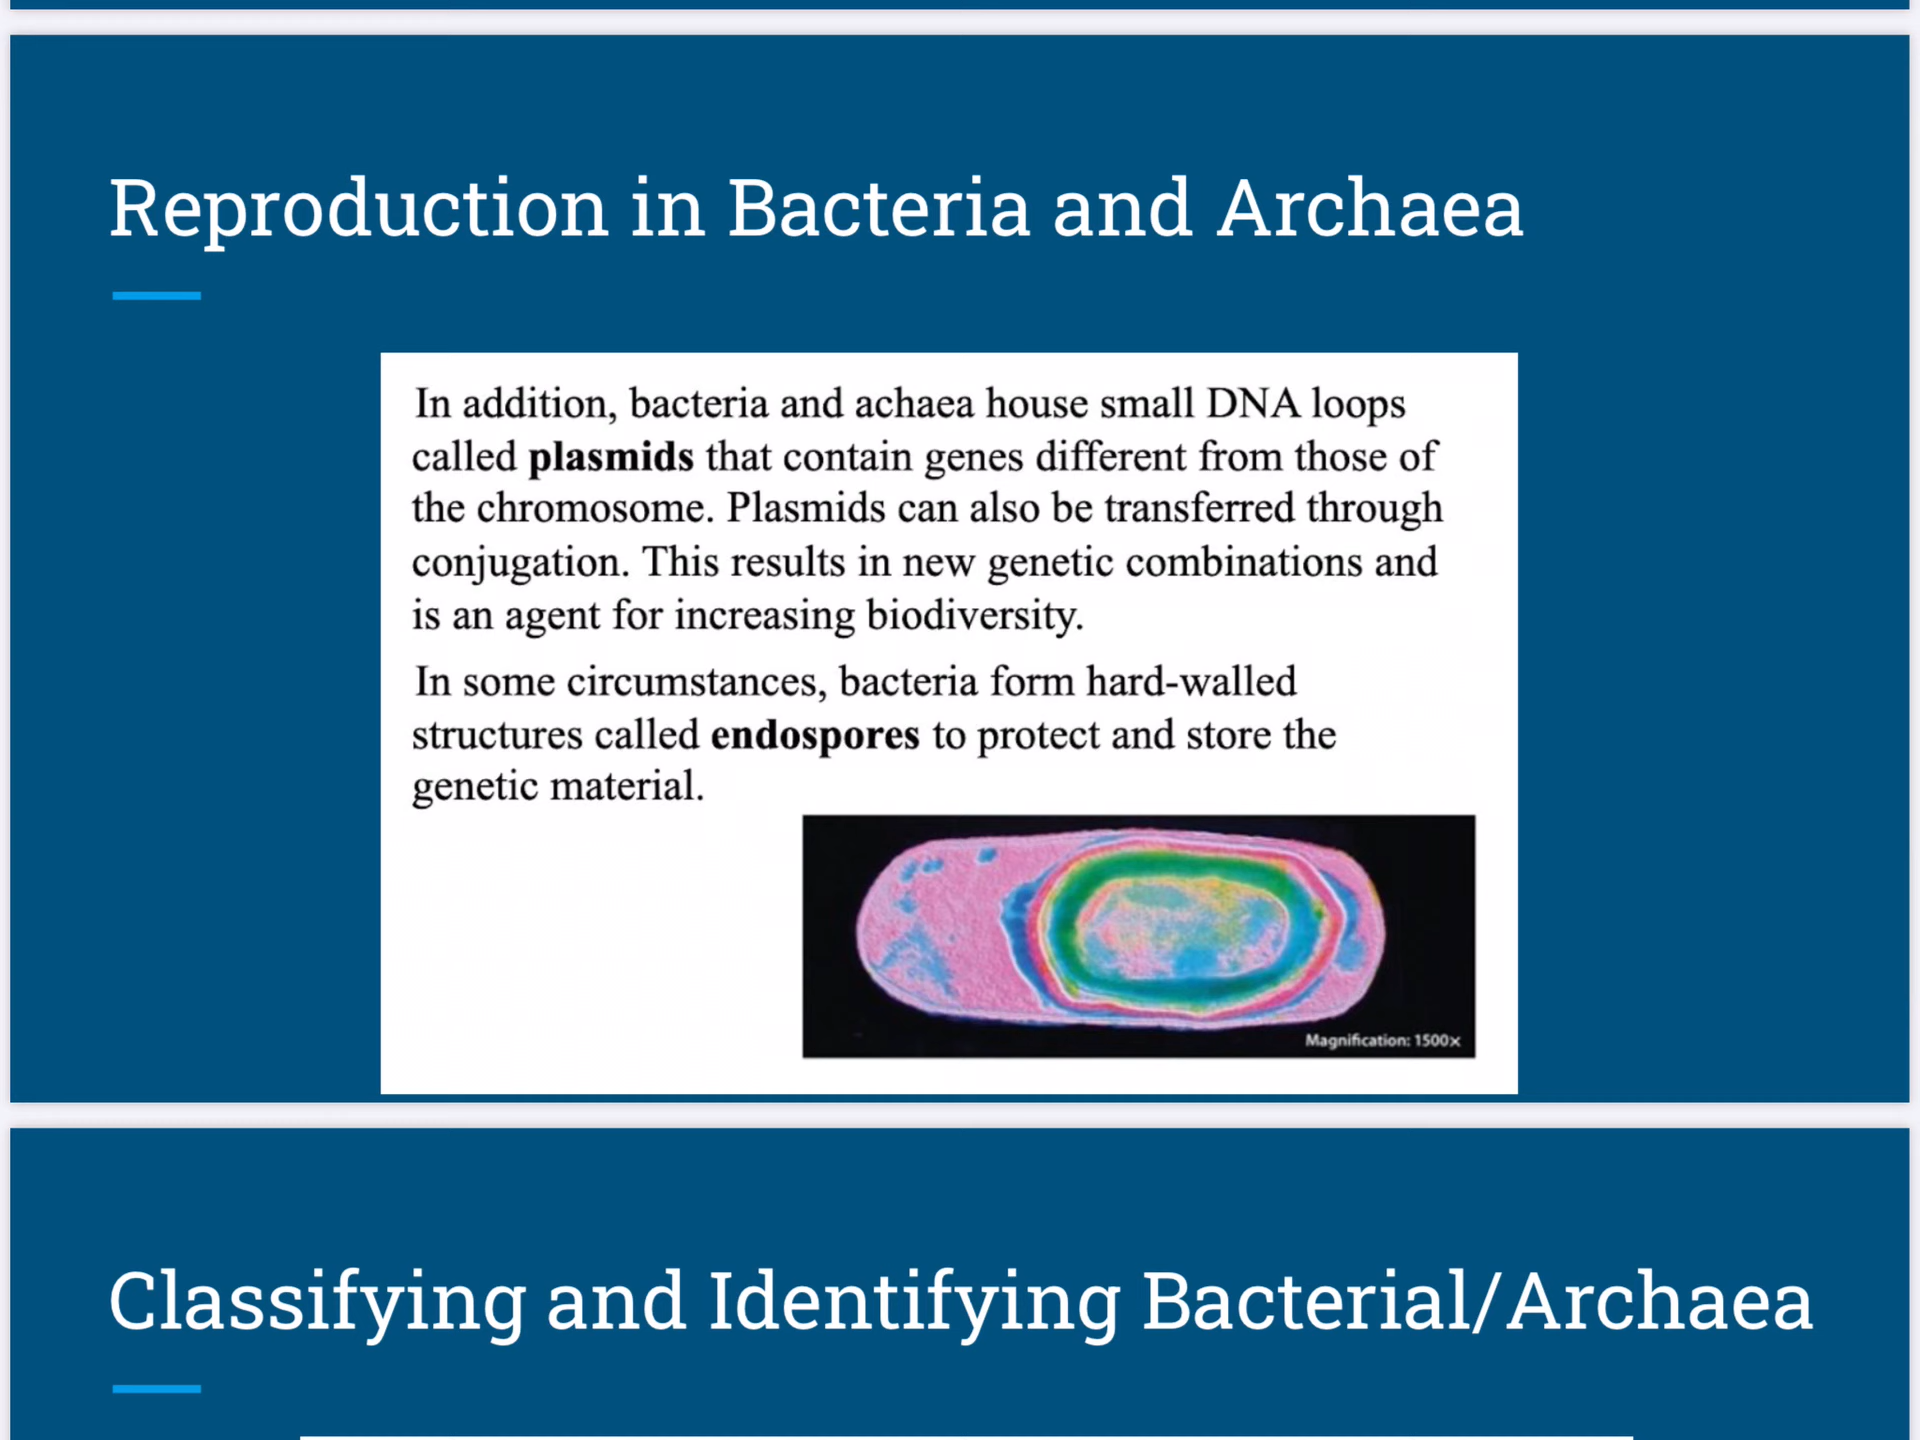 Reproduction in Bacteria and Archaea
In addition, bacteria and achaea house small DNA loops
called plasmids that contain genes different from those of
the chromosome. Plasmids can also be transferred through
conjugation. This results in new genetic combinations and
is an agent for increasing biodiversity.
In some circumstances, bacteria form hard-walled
structures called endospores to protect and store the
genetic material.
Magnification: 1500×
Classifying and Identifying Bacterial/Archaea